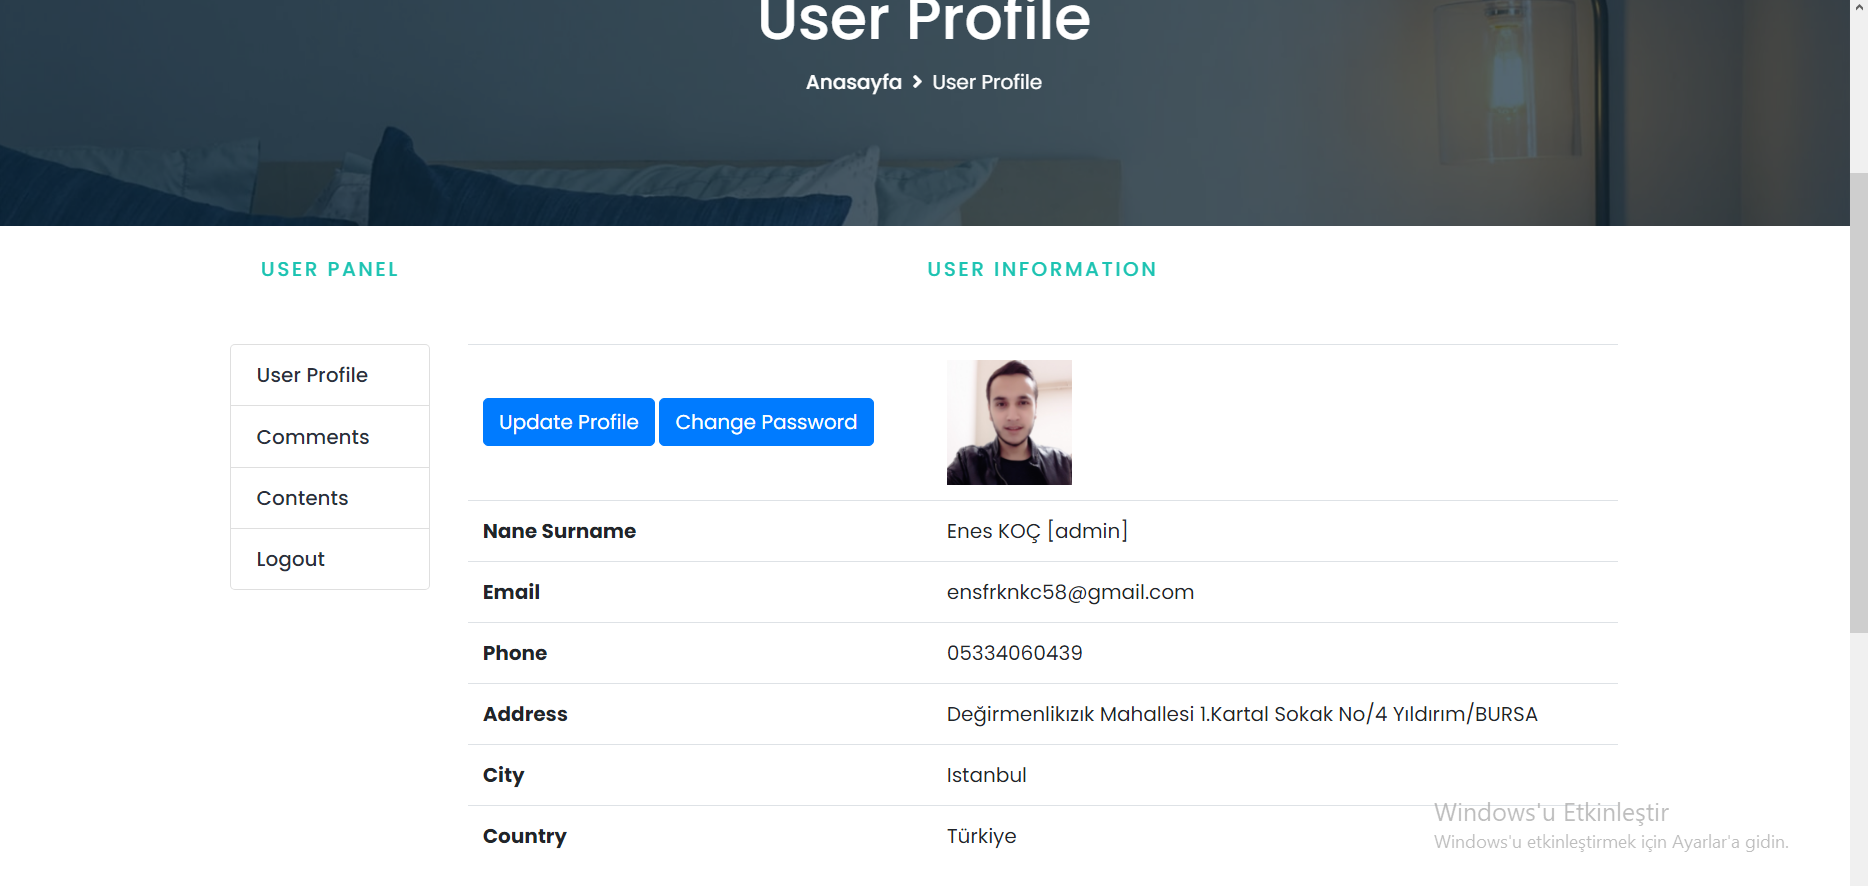 User Profile
Anasayfa > User Profile
USER PANEL
USER INFORMATION
User Profile
Comments
Contents
Logout
Update Profile Change Password
Nane Surname Enes KOÇ [admin]
Email ensfrknkc58@gmail.com
Phone 05334060439
Address Değirmenlikızık Mahallesi 1.Kartal Sokak No/4 Yıldırım/BURSA
City Istanbul
Country Türkiye
Windows'u Etkinleştir
Windows'u etkinleştirmek için Ayarlar'a gidin.